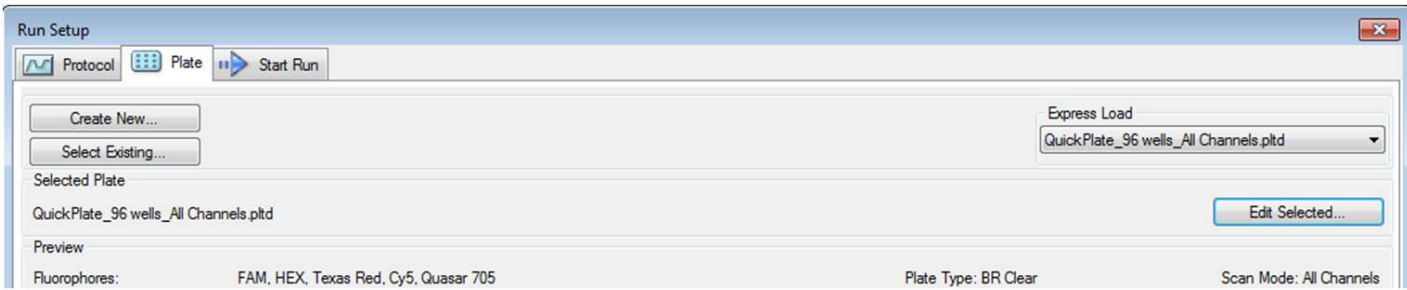 Run Setup
Protocol Plate Start Run
Create New...
Express Load
QuickPlate_96 wells_All Channels.pltd
Select Existing...
Selected Plate
QuickPlate_96 wells_All Channels.pltd Edit Selected...
Preview
Fluorophores: FAM, HEX, Texas Red, Cy5, Quasar 705 Plate Type: BR Clear Scan Mode: All Channels